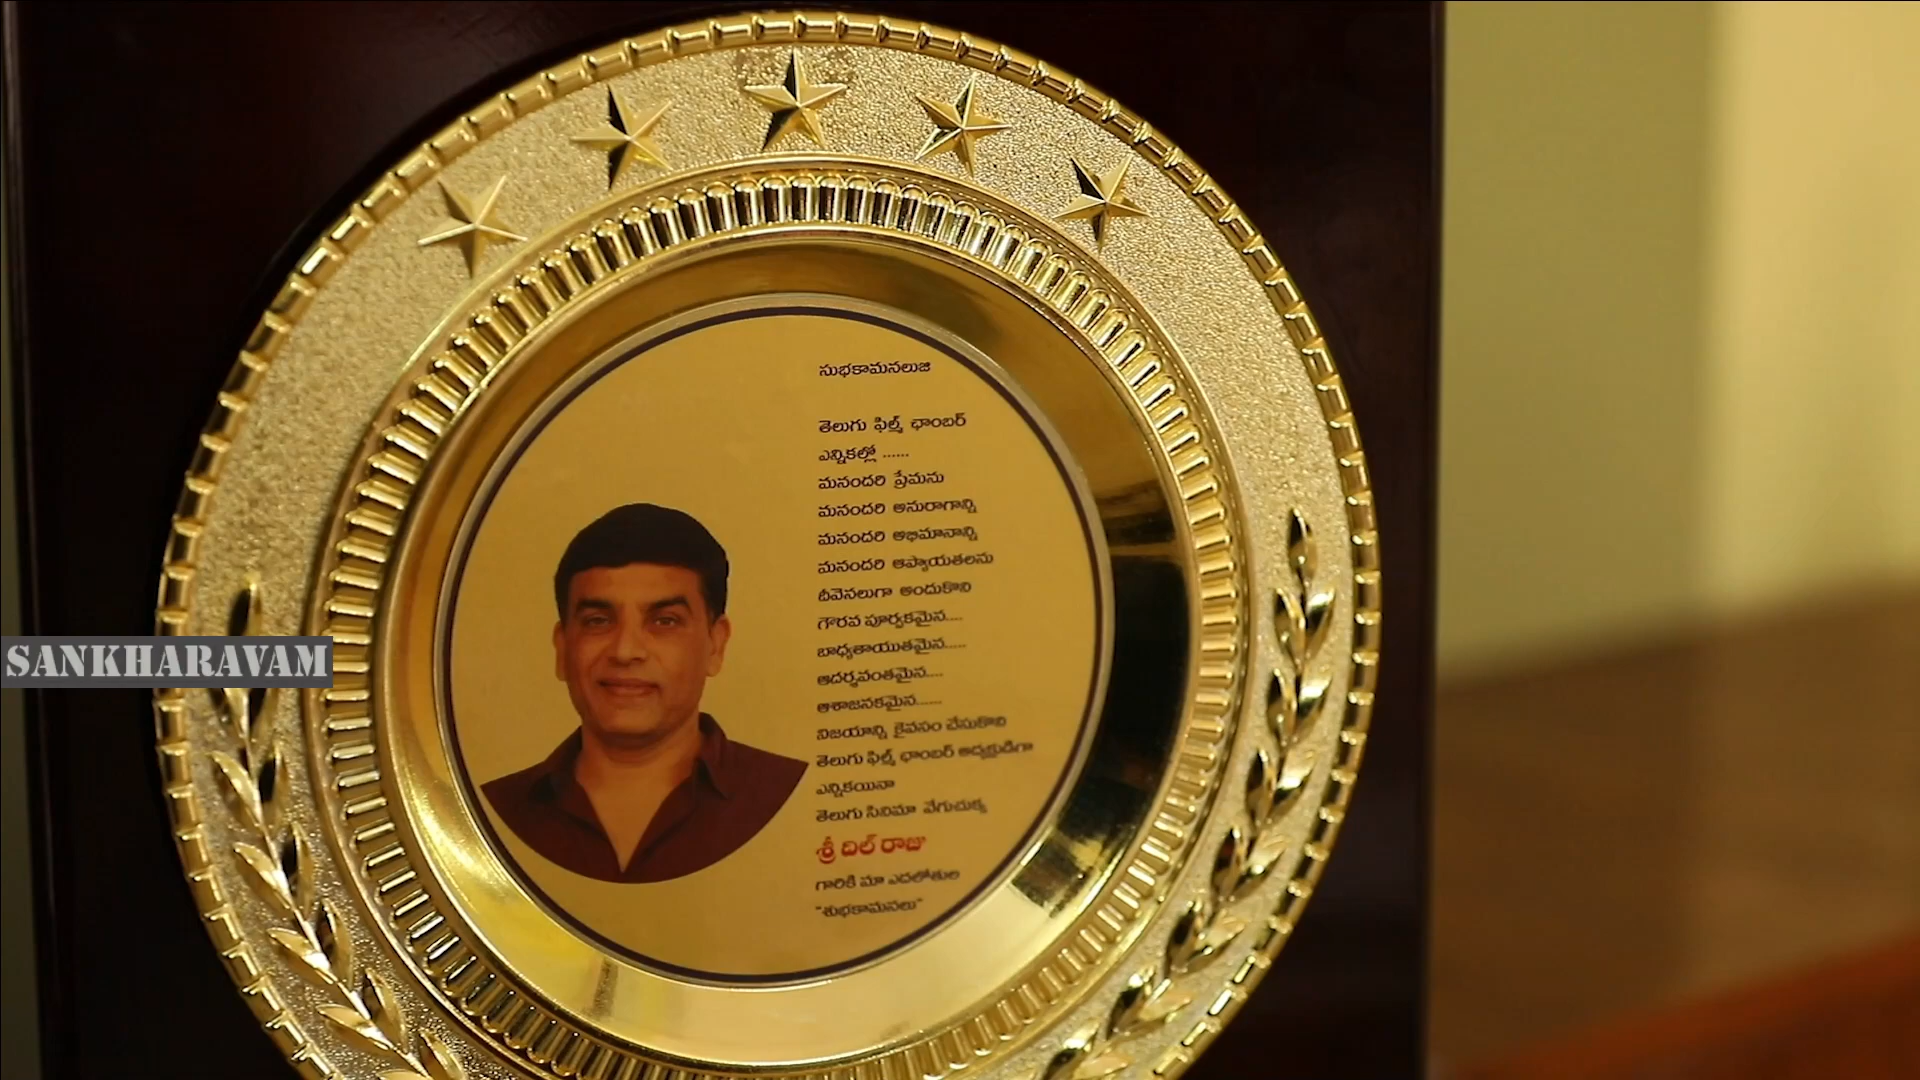 సుభకామనలుజి
తెలుగు ఫిల్మ్ ఛాంబర్
ఎన్నికల్లో ......
మనందరి ప్రేమను
మనందరి అనురాగాన్ని
మనందరి అభిమానాన్ని
మనందరి ఆప్యాయతలను
దీవెనలుగా అందుకొని
గౌరవ పూర్వకమైన....
బాధ్యతాయుతమైన.....
ఆదర్శవంతమైన....
ఆశాజనకమైన......
విజయాన్ని కైవసం చేసుకొని
తెలుగు ఫిల్మ్ ఛాంబర్ అధ్యక్షుడిగా
ఎన్నికయినా
తెలుగు సినిమా వేగుచుక్క
శ్రీ దిల్ రాజు
గారికి మా ఎదలోతుల
"శుభకామనలు"
SANKHARAVAM